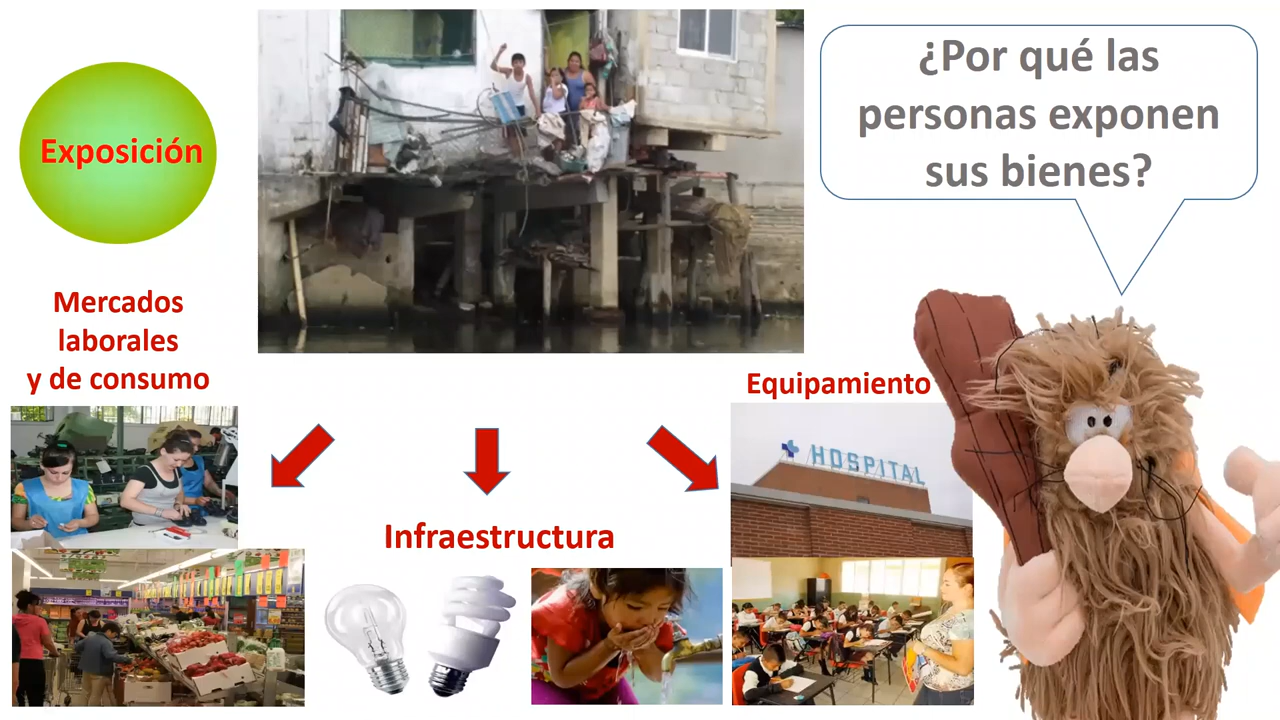 ¿Por qué las
personas exponen
sus bienes?
Exposición
Mercados
laborales
y de consumo
Equipamiento
HOSPITAL
Infraestructura